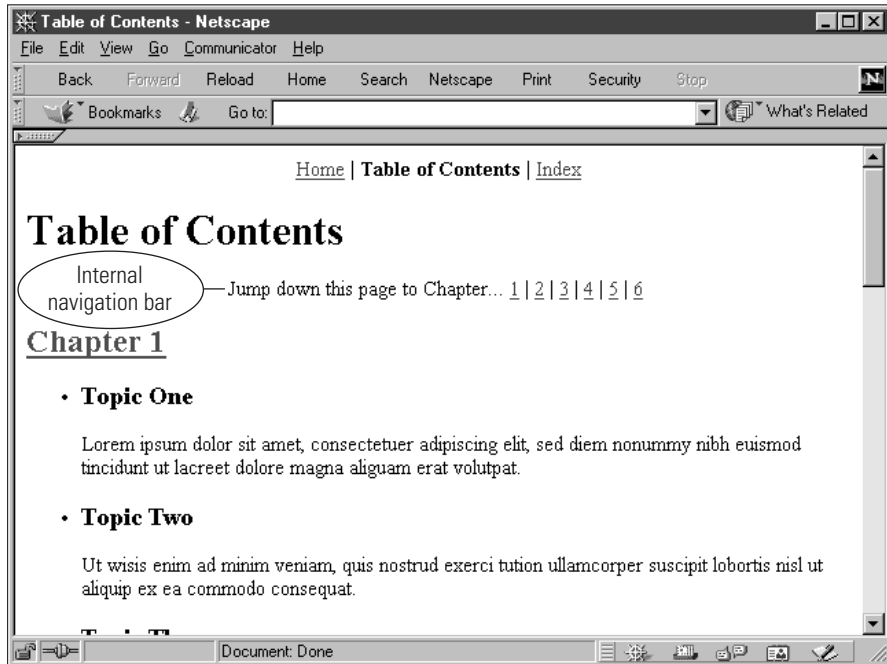 Table of Contents - Netscape
File Edit View Go Communicator Help
Back Forward Reload Home Search Netscape Print Security Stop N
Bookmarks Go to: What's Related
Home | Table of Contents | Index
Table of Contents
Internal
navigation bar
Jump down this page to Chapter... 1 | 2 | 3 | 4 | 5 | 6
Chapter 1
• Topic One
Lorem ipsum dolor sit amet, consectetuer adipiscing elit, sed diem nonummy nibh euismod
tincidunt ut lacreet dolore magna aliguam erat volutpat.
• Topic Two
Ut wisis enim ad minim veniam, quis nostrud exerci tution ullamcorper suscipit lobortis nisl ut
aliquip ex ea commodo consequat.
Document: Done